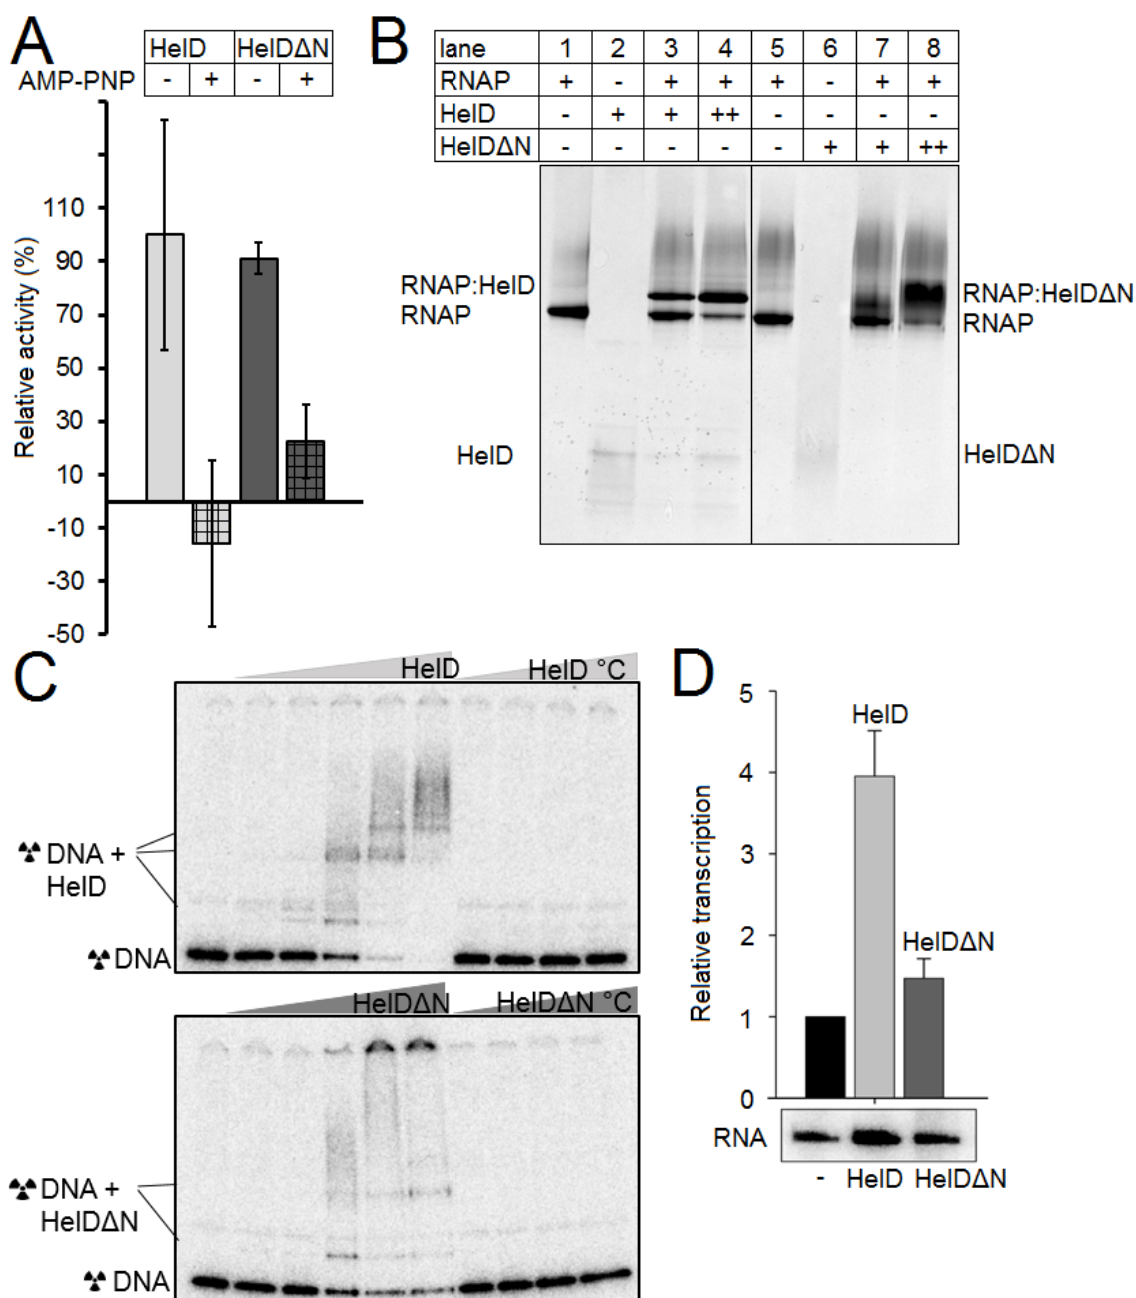 A
HelD HelDΔN
AMP-PNP - + - +
Relative activity (%)
110
90
70
50
30
10
-10
-30
-50
B
lane 1 2 3 4 5 6 7 8
RNAP + - + + + - + +
HelD - + + ++ - - - -
HelDΔN - - - - - + + ++
RNAP:HelD
RNAP
HelD
RNAP:HelDΔN
RNAP
HelDΔN
C
HelD HelD °C
DNA +
HelD
DNA
HelDΔN HelDΔN °C
DNA +
HelDΔN
DNA
D
Relative transcription
5
4
3
2
1
0
HelD
HelDΔN
RNA
- HelD HelDΔN